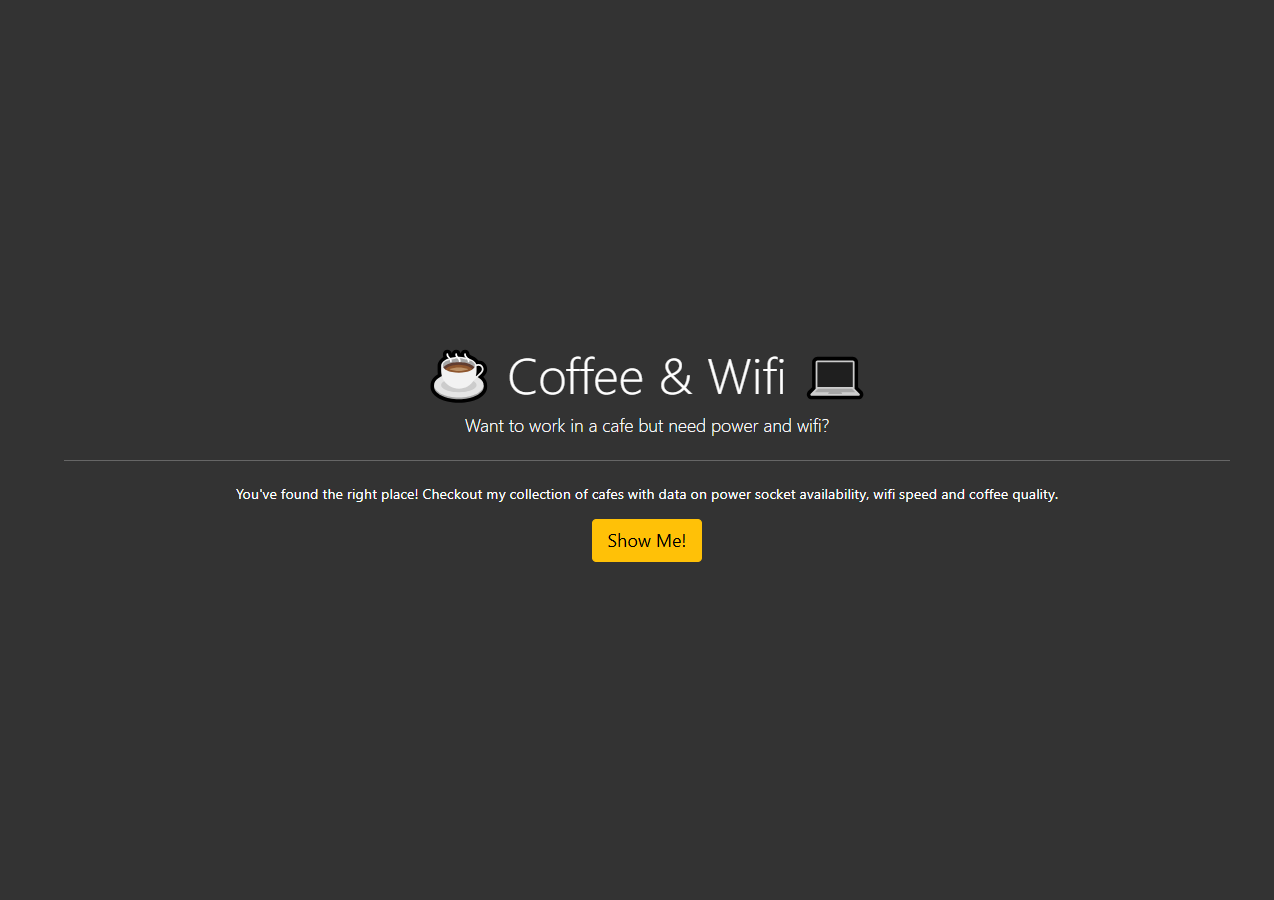 Coffee & Wifi
Want to work in a cafe but need power and wifi?
You've found the right place! Checkout my collection of cafes with data on power socket availability, wifi speed and coffee quality.
Show Me!